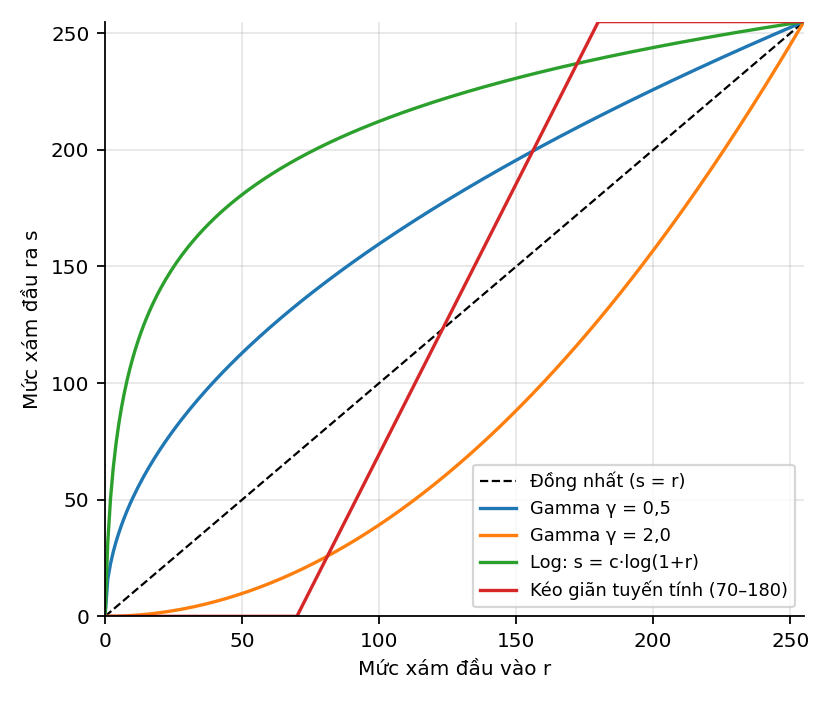 250
200
150
100
50
0
Mức xám đầu ra s
0 50 100 150 200 250
Mức xám đầu vào r
Đồng nhất (s = r)
Gamma γ = 0,5
Gamma γ = 2,0
Log: s = c·log(1+r)
Kéo giãn tuyến tính (70–180)